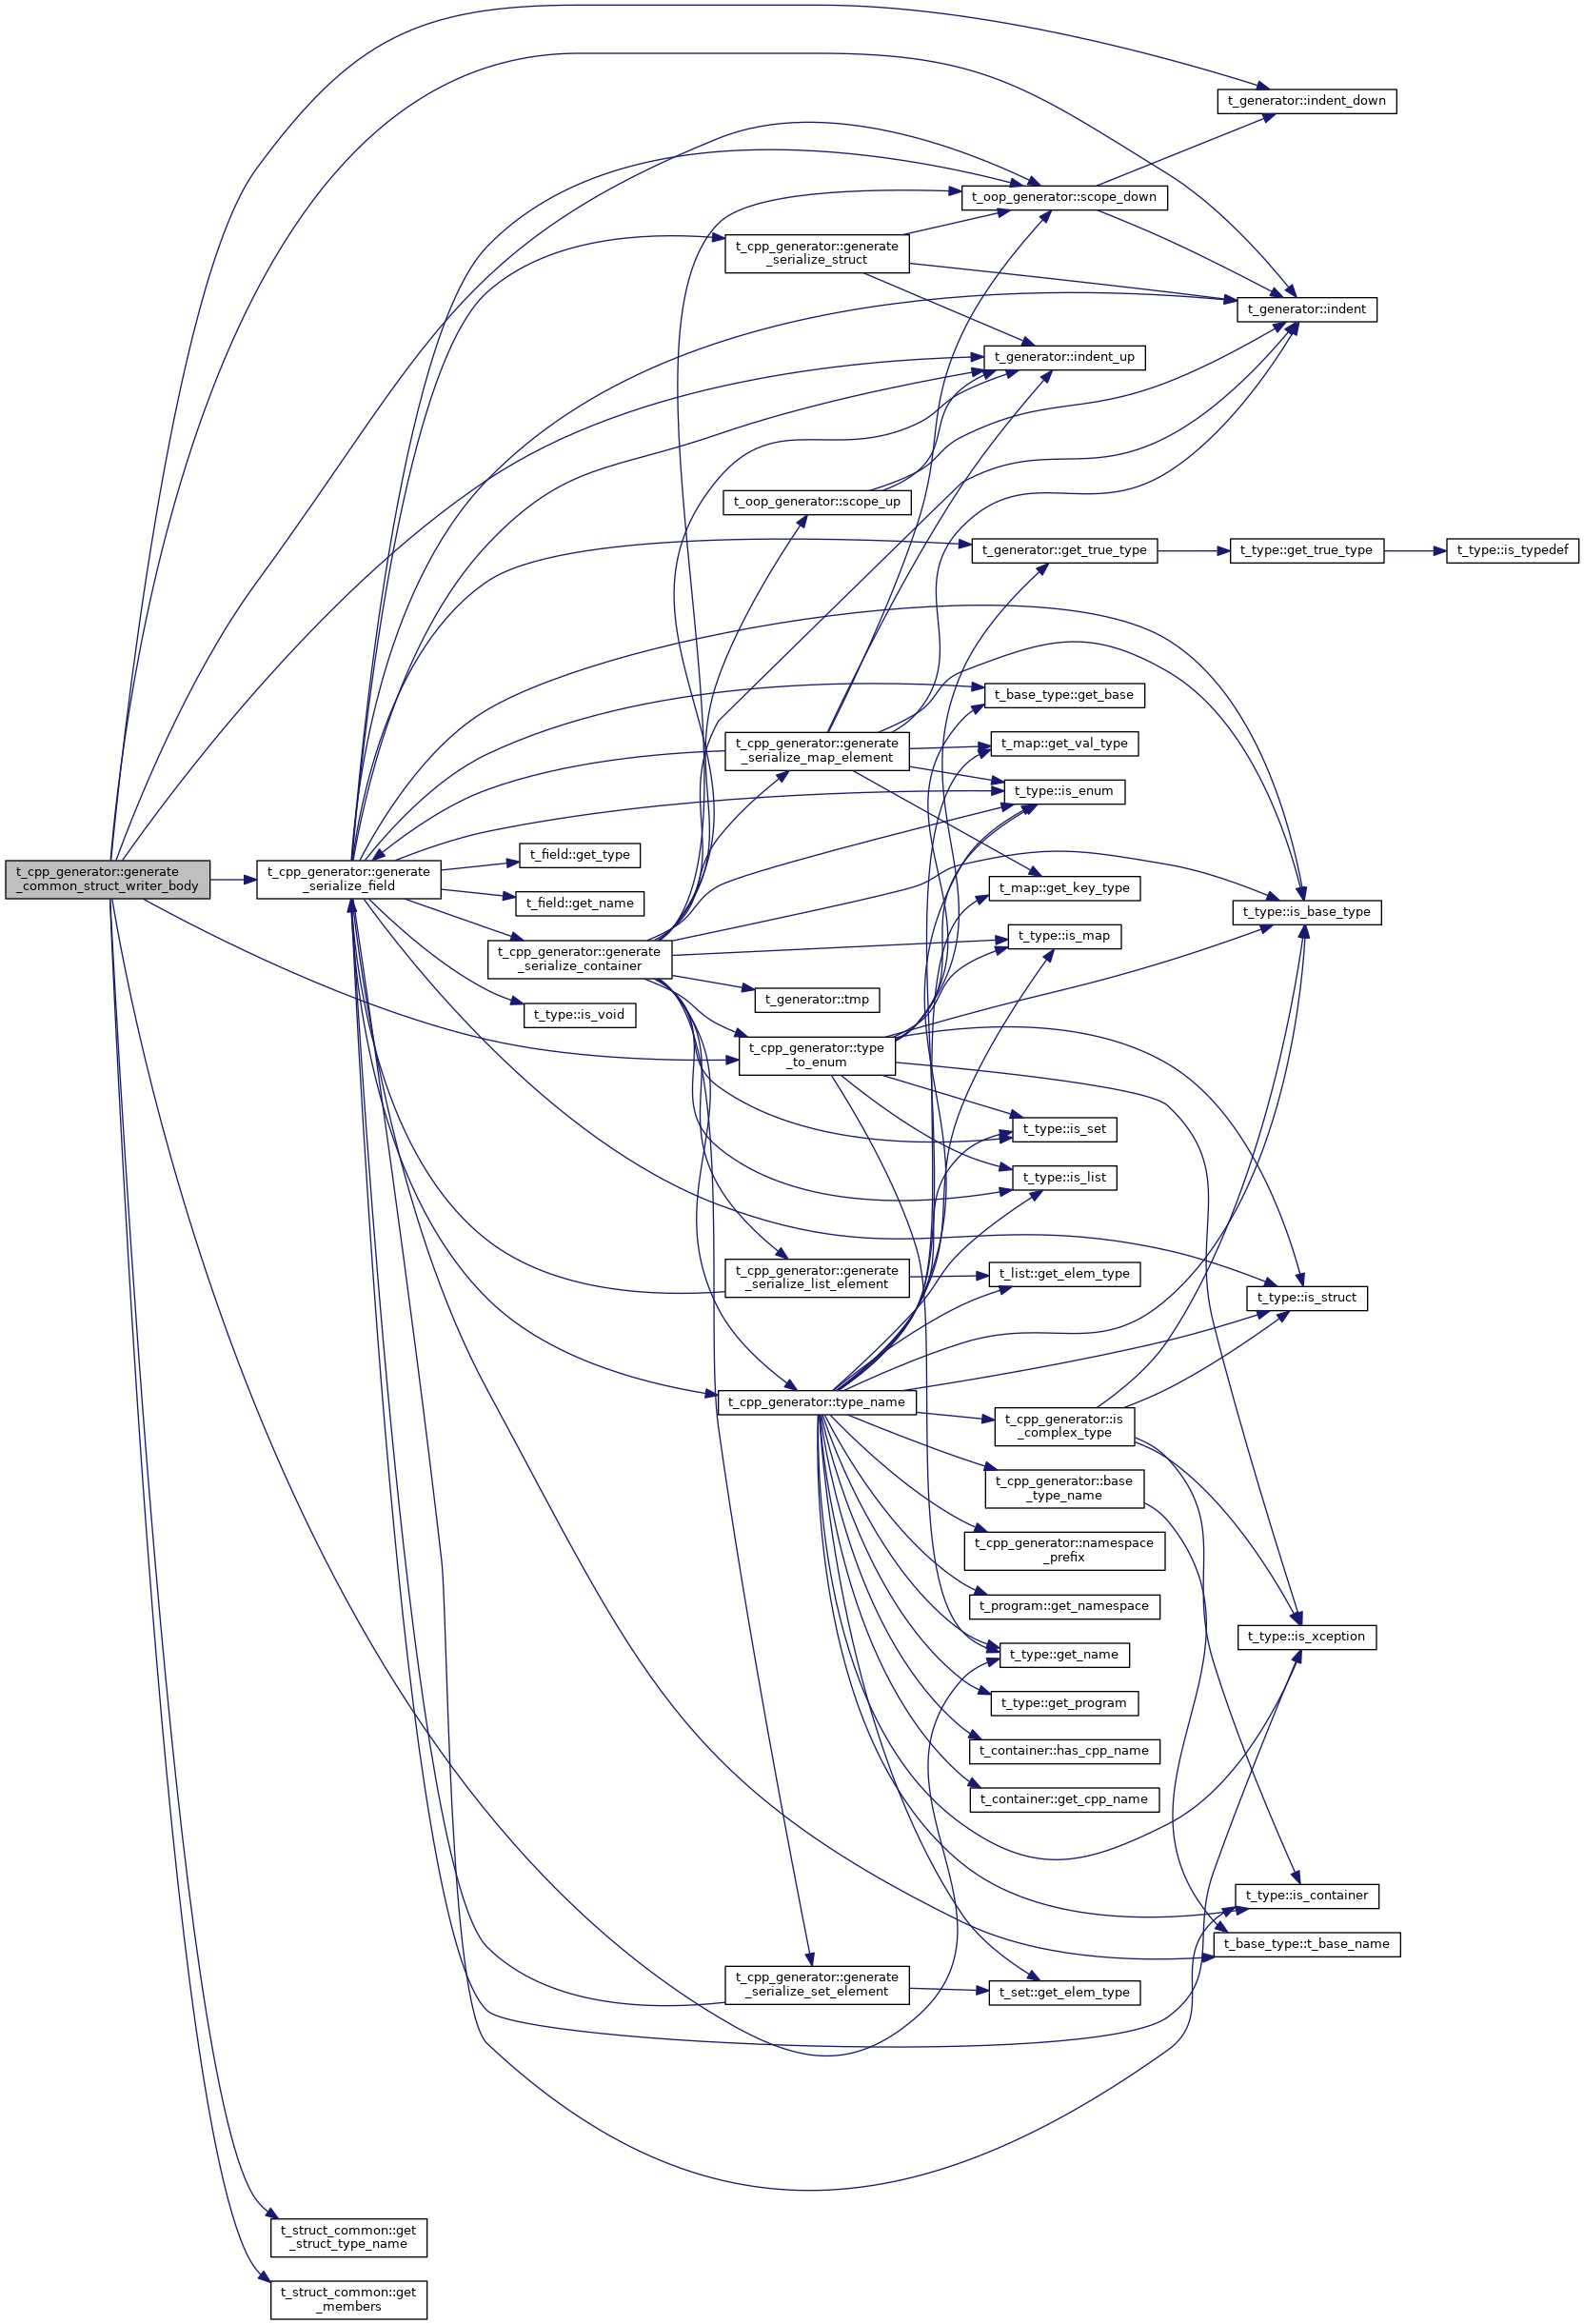 t_generator::indent_down
t_oop_generator::scope_down
t_cpp_generator::generate
_serialize_struct
t_generator::indent
t_generator::indent_up
t_oop_generator::scope_up
t_generator::get_true_type
t_type::get_true_type
t_type::is_typedef
t_base_type::get_base
t_cpp_generator::generate
_serialize_map_element
t_map::get_val_type
t_type::is_enum
t_cpp_generator::generate
_common_struct_writer_body
t_cpp_generator::generate
_serialize_field
t_field::get_type
t_field::get_name
t_map::get_key_type
t_type::is_base_type
t_cpp_generator::generate
_serialize_container
t_type::is_map
t_generator::tmp
t_type::is_void
t_cpp_generator::type
_to_enum
t_type::is_set
t_type::is_list
t_cpp_generator::generate
_serialize_list_element
t_list::get_elem_type
t_type::is_struct
t_cpp_generator::type_name
t_cpp_generator::is
_complex_type
t_cpp_generator::base
_type_name
t_cpp_generator::namespace
_prefix
t_program::get_namespace
t_type::is_xception
t_type::get_name
t_type::get_program
t_container::has_cpp_name
t_container::get_cpp_name
t_type::is_container
t_base_type::t_base_name
t_cpp_generator::generate
_serialize_set_element
t_set::get_elem_type
t_struct_common::get
_struct_type_name
t_struct_common::get
_members